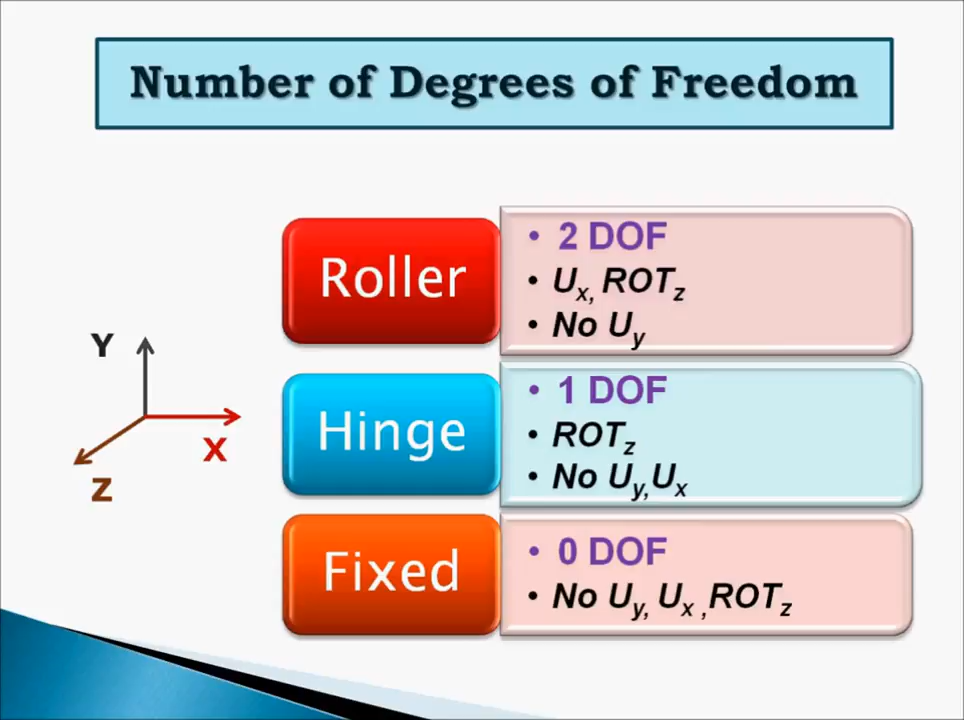 Number of Degrees of Freedom
Roller
• 2 DOF
• Ux, ROTz
• No Uy
Y
X
Z
Hinge
• 1 DOF
• ROTz
• No Uy,Ux
Fixed
• 0 DOF
• No Uy, Ux ,ROTz